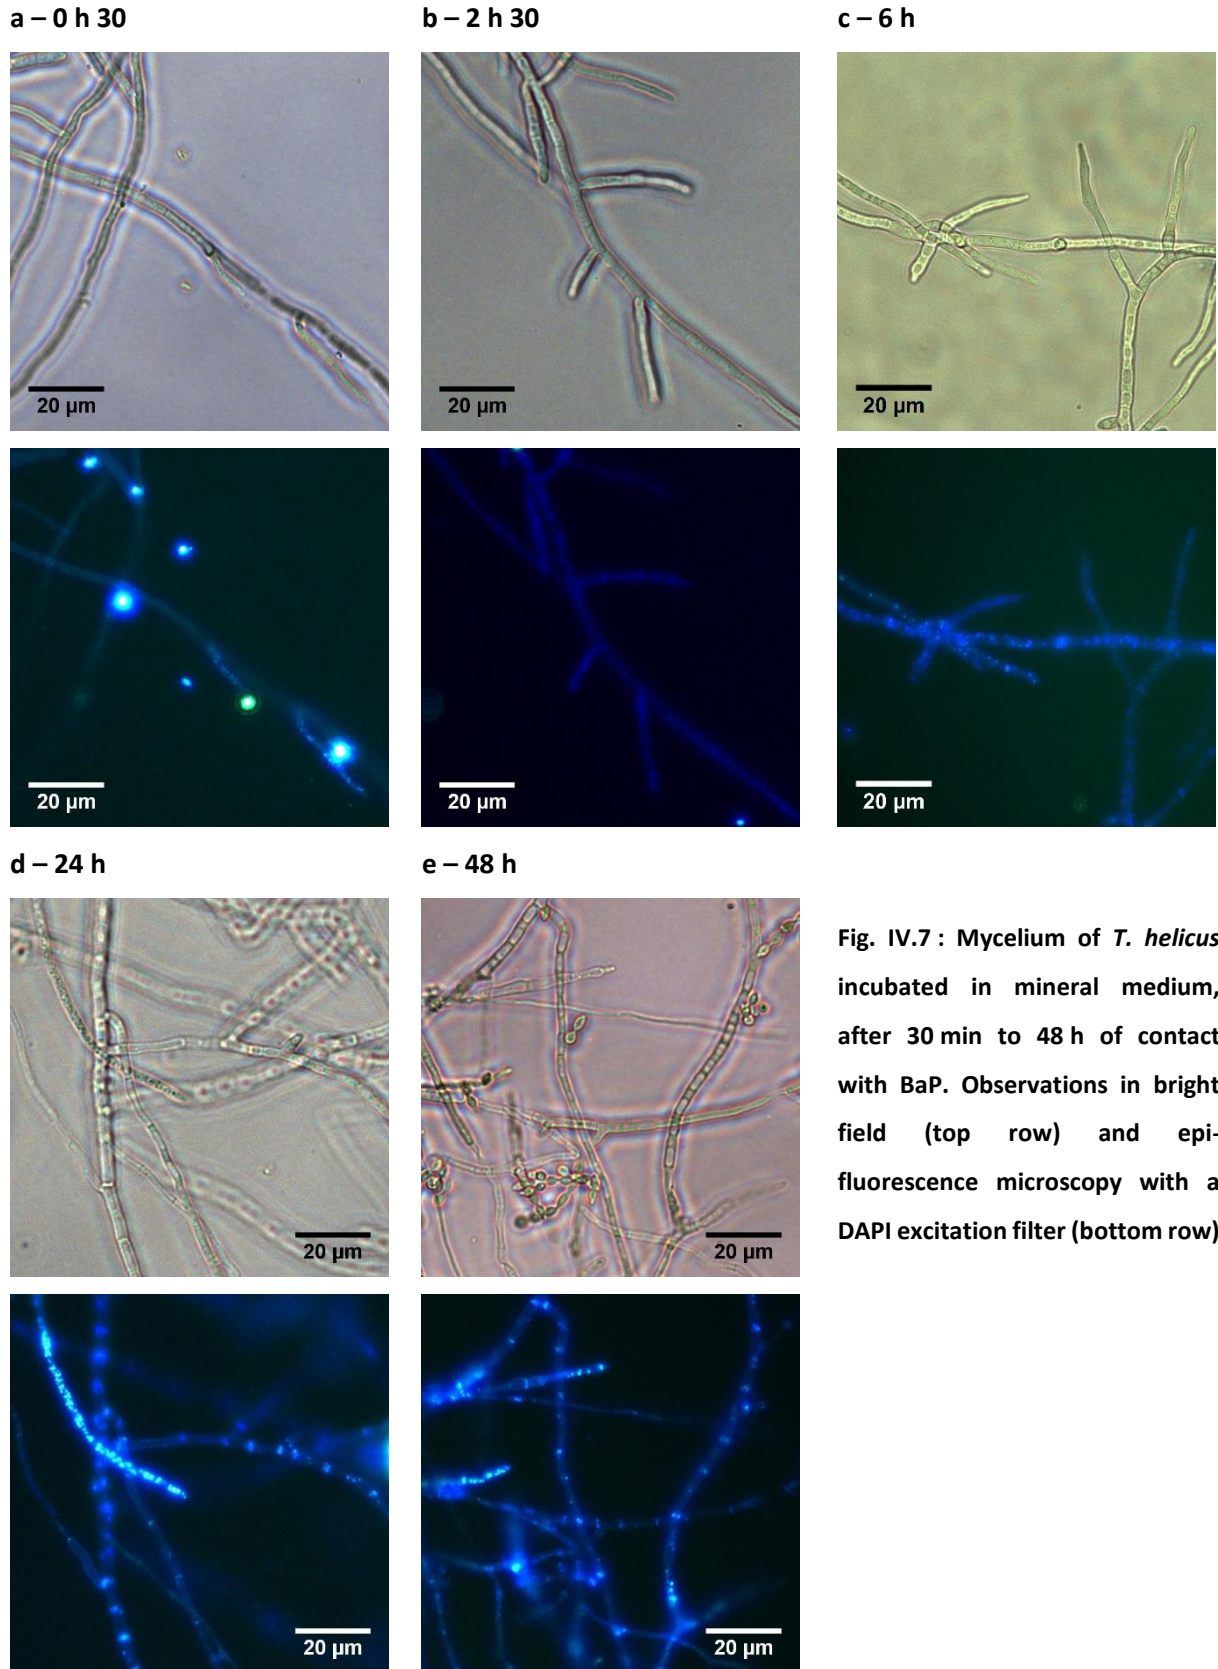 a – 0 h 30
b – 2 h 30
c – 6 h
20 µm
20 µm
20 µm
20 µm
20 µm
20 µm
d – 24 h
e – 48 h
20 µm
20 µm
Fig. IV.7 : Mycelium of T. helicus
incubated in mineral medium,
after 30 min to 48 h of contact
with BaP. Observations in bright
field (top row) and epi-
fluorescence microscopy with a
DAPI excitation filter (bottom row)
20 µm
20 µm